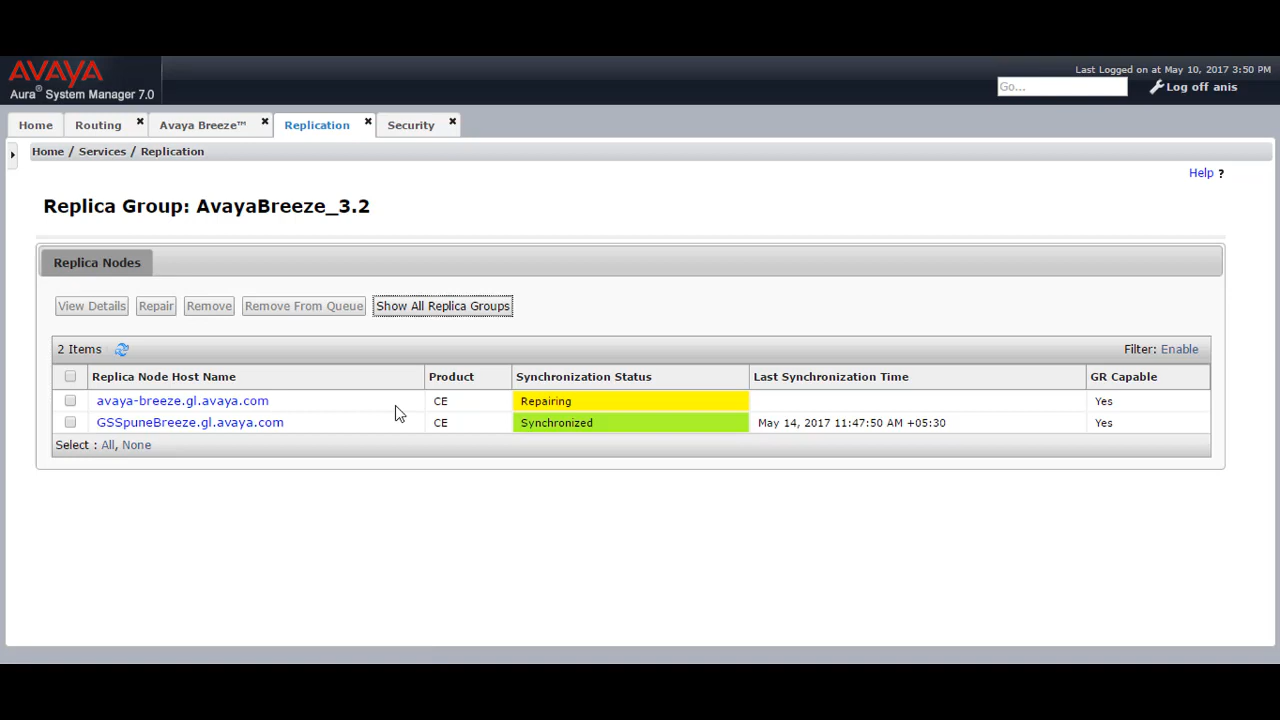 AVAYA
Aura® System Manager 7.0
Last Logged on at May 10, 2017 3:50 PM
Go...
Log off anis
Home Routing Avaya Breeze™ Replication Security
Home / Services / Replication
Help ?
Replica Group: AvayaBreeze_3.2
Replica Nodes
View Details Repair Remove Remove From Queue Show All Replica Groups
2 Items Filter: Enable
Replica Node Host Name Product Synchronization Status Last Synchronization Time GR Capable
avaya-breeze.gl.avaya.com CE Repairing Yes
GSSpuneBreeze.gl.avaya.com CE Synchronized May 14, 2017 11:47:50 AM +05:30 Yes
Select : All, None